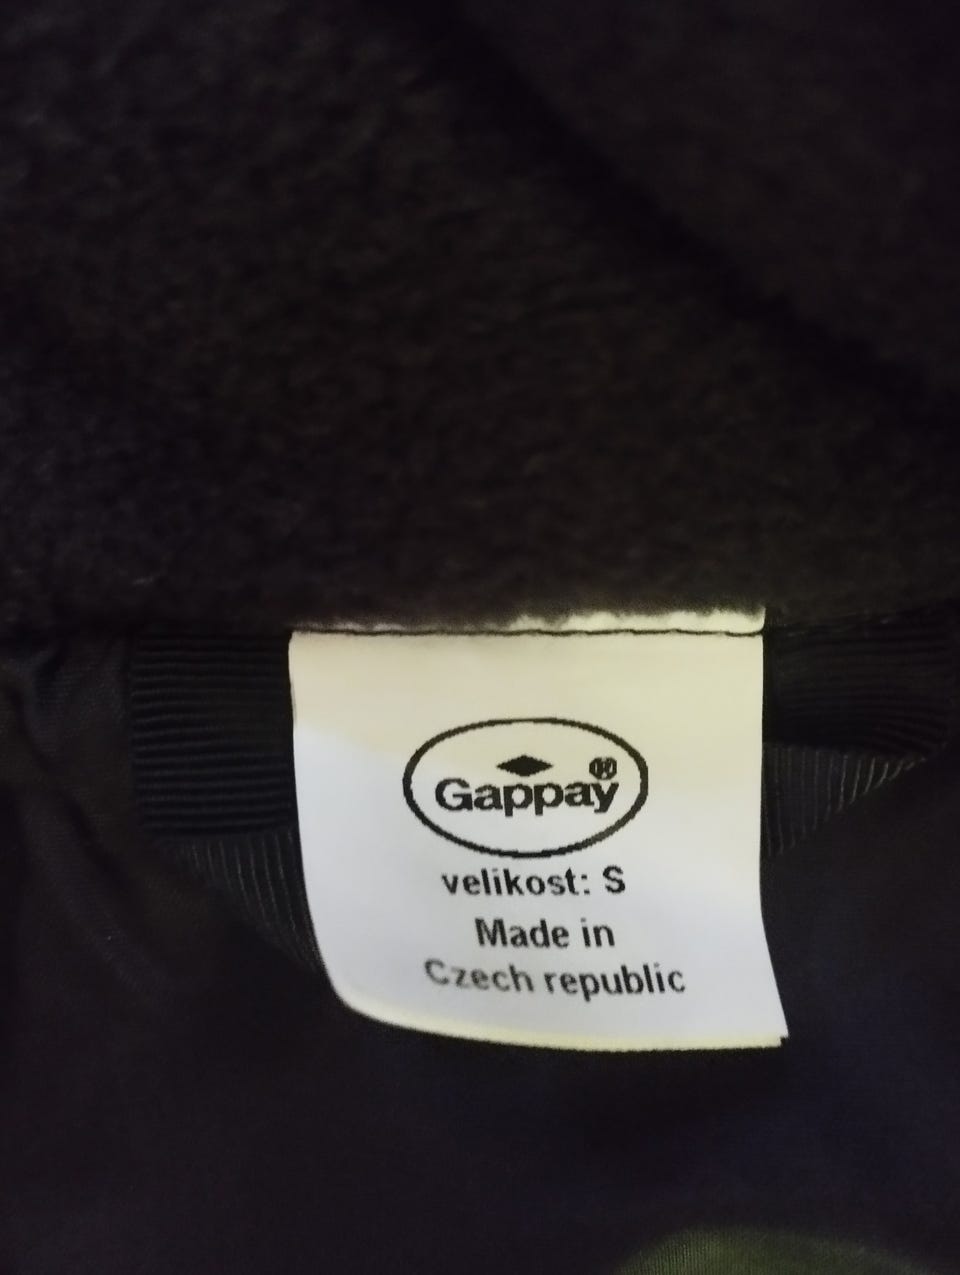 Gappay®
velikost: S
Made in
Czech republic